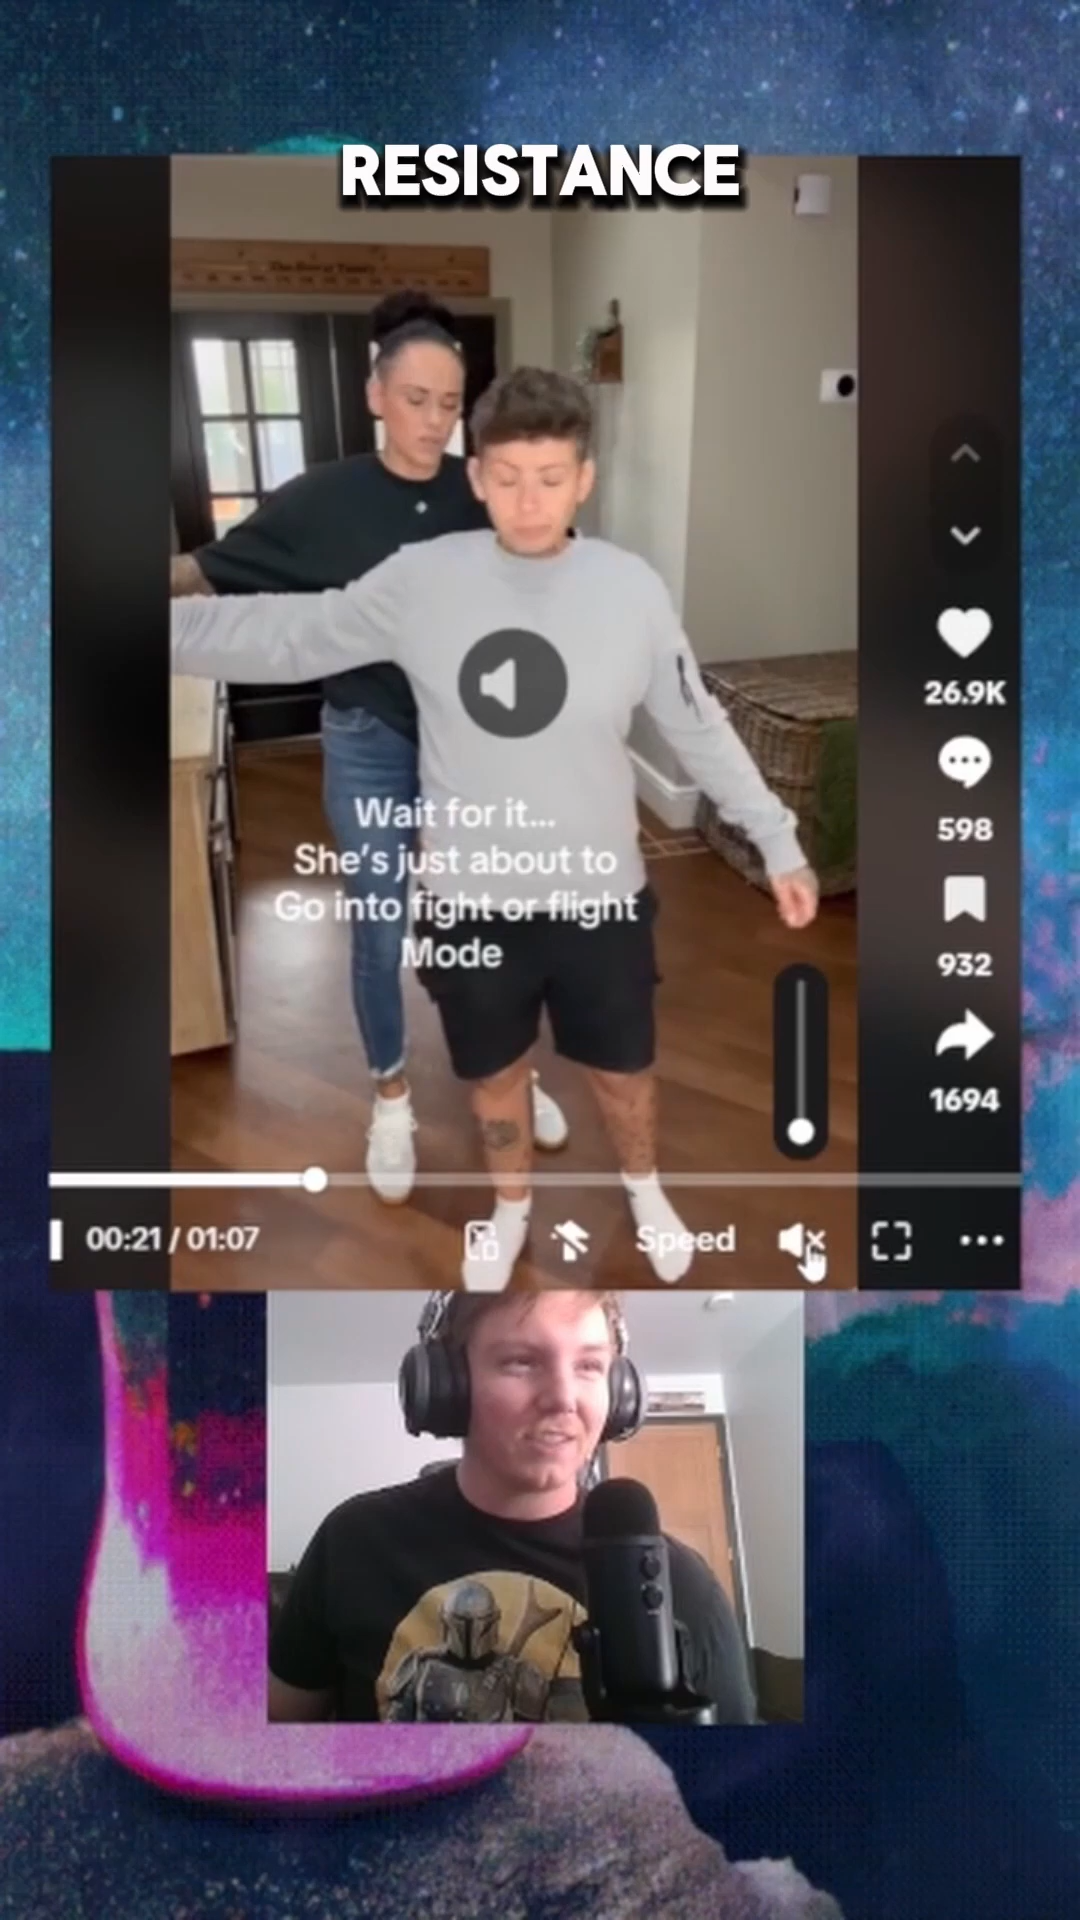 RESISTANCE
26.9K
598
932
1694
Wait for it...
She's just about to
Go into fight or flight
Mode
00:21 / 01:07
Speed